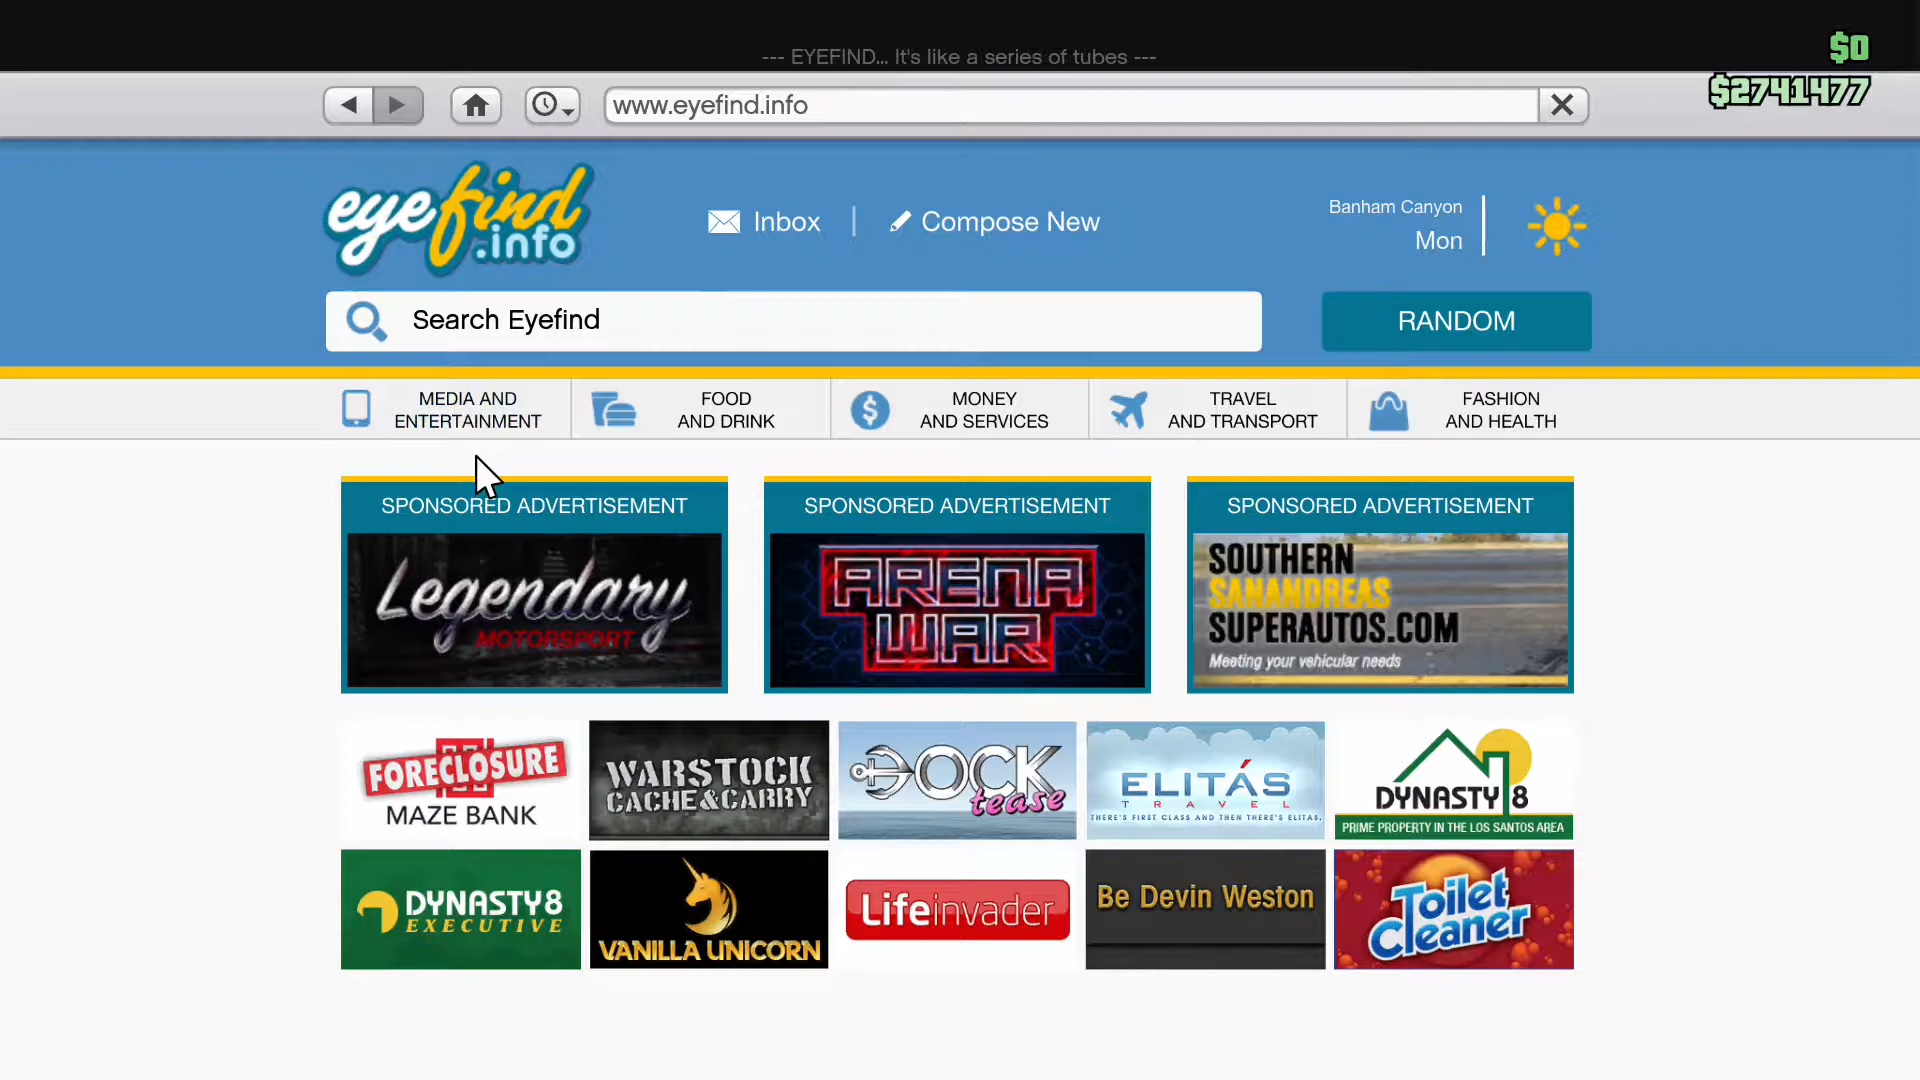 --- EYEFIND... It's like a series of tubes ---
$0
$2741477
www.eyefind.info
eyefind
.info
Inbox
Compose New
Banham Canyon
Mon
Search Eyefind
RANDOM
MEDIA AND
ENTERTAINMENT
FOOD
AND DRINK
MONEY
AND SERVICES
TRAVEL
AND TRANSPORT
FASHION
AND HEALTH
SPONSORED ADVERTISEMENT
Legendary
MOTORSPORT
SPONSORED ADVERTISEMENT
ARENA
WAR
SPONSORED ADVERTISEMENT
SOUTHERN
SANANDREAS
SUPERAUTOS.COM
Meeting your vehicular needs
FORECLOSURE
MAZE BANK
WARSTOCK
CACHE&CARRY
DOCK
tease
ELITÁS
TRAVEL
THERE'S FIRST CLASS AND THEN THERE'S ELITAS.
DYNASTY 8
PRIME PROPERTY IN THE LOS SANTOS AREA
DYNASTY8
EXECUTIVE
VANILLA UNICORN
Lifeinvader
Be Devin Weston
Toilet
Cleaner